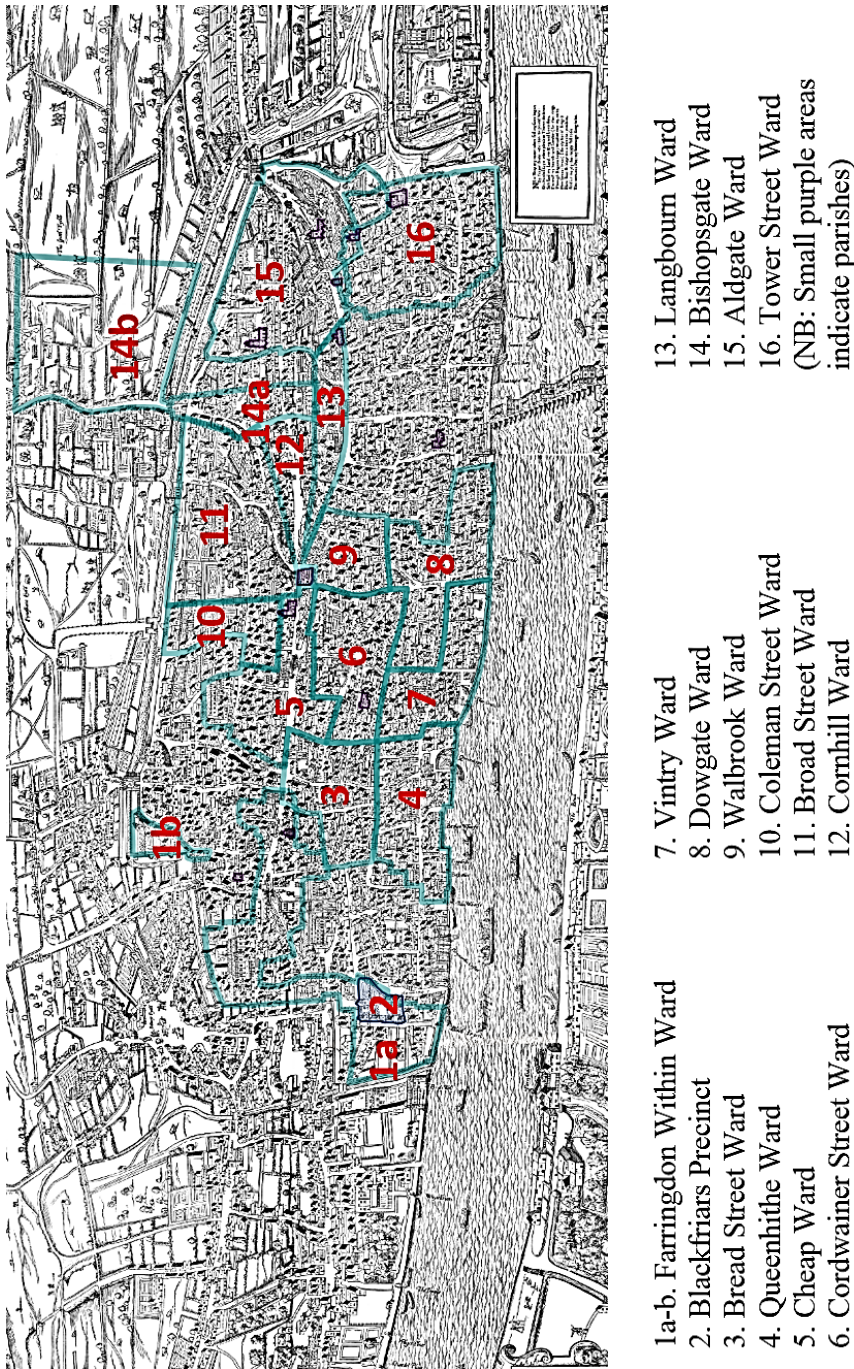 14b
15
16
14a
13
12
11
9
8
10
6
5
7
3
4
1b
2
1a
1a-b. Farringdon Within Ward
2. Blackfriars Precinct
3. Bread Street Ward
4. Queenhithe Ward
5. Cheap Ward
6. Cordwainer Street Ward
7. Vintry Ward
8. Dowgate Ward
9. Walbrook Ward
10. Coleman Street Ward
11. Broad Street Ward
12. Cornhill Ward
13. Langbourn Ward
14. Bishopsgate Ward
15. Aldgate Ward
16. Tower Street Ward
(NB: Small purple areas
indicate parishes)